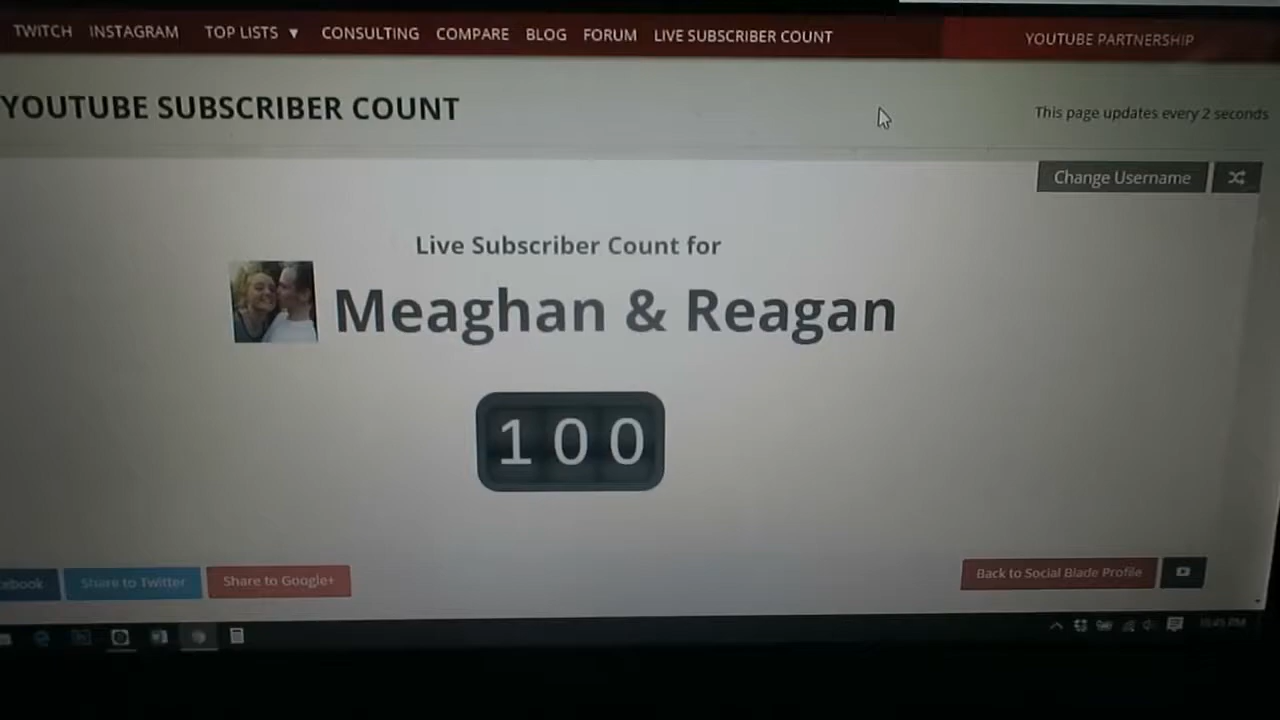 TWITCH INSTAGRAM TOP LISTS ▼ CONSULTING COMPARE BLOG FORUM LIVE SUBSCRIBER COUNT YOUTUBE PARTNERSHIP
YOUTUBE SUBSCRIBER COUNT
This page updates every 2 seconds
Change Username
Live Subscriber Count for
Meaghan & Reagan
100
Share to Twitter Share to Google+ Back to Social Blade Profile